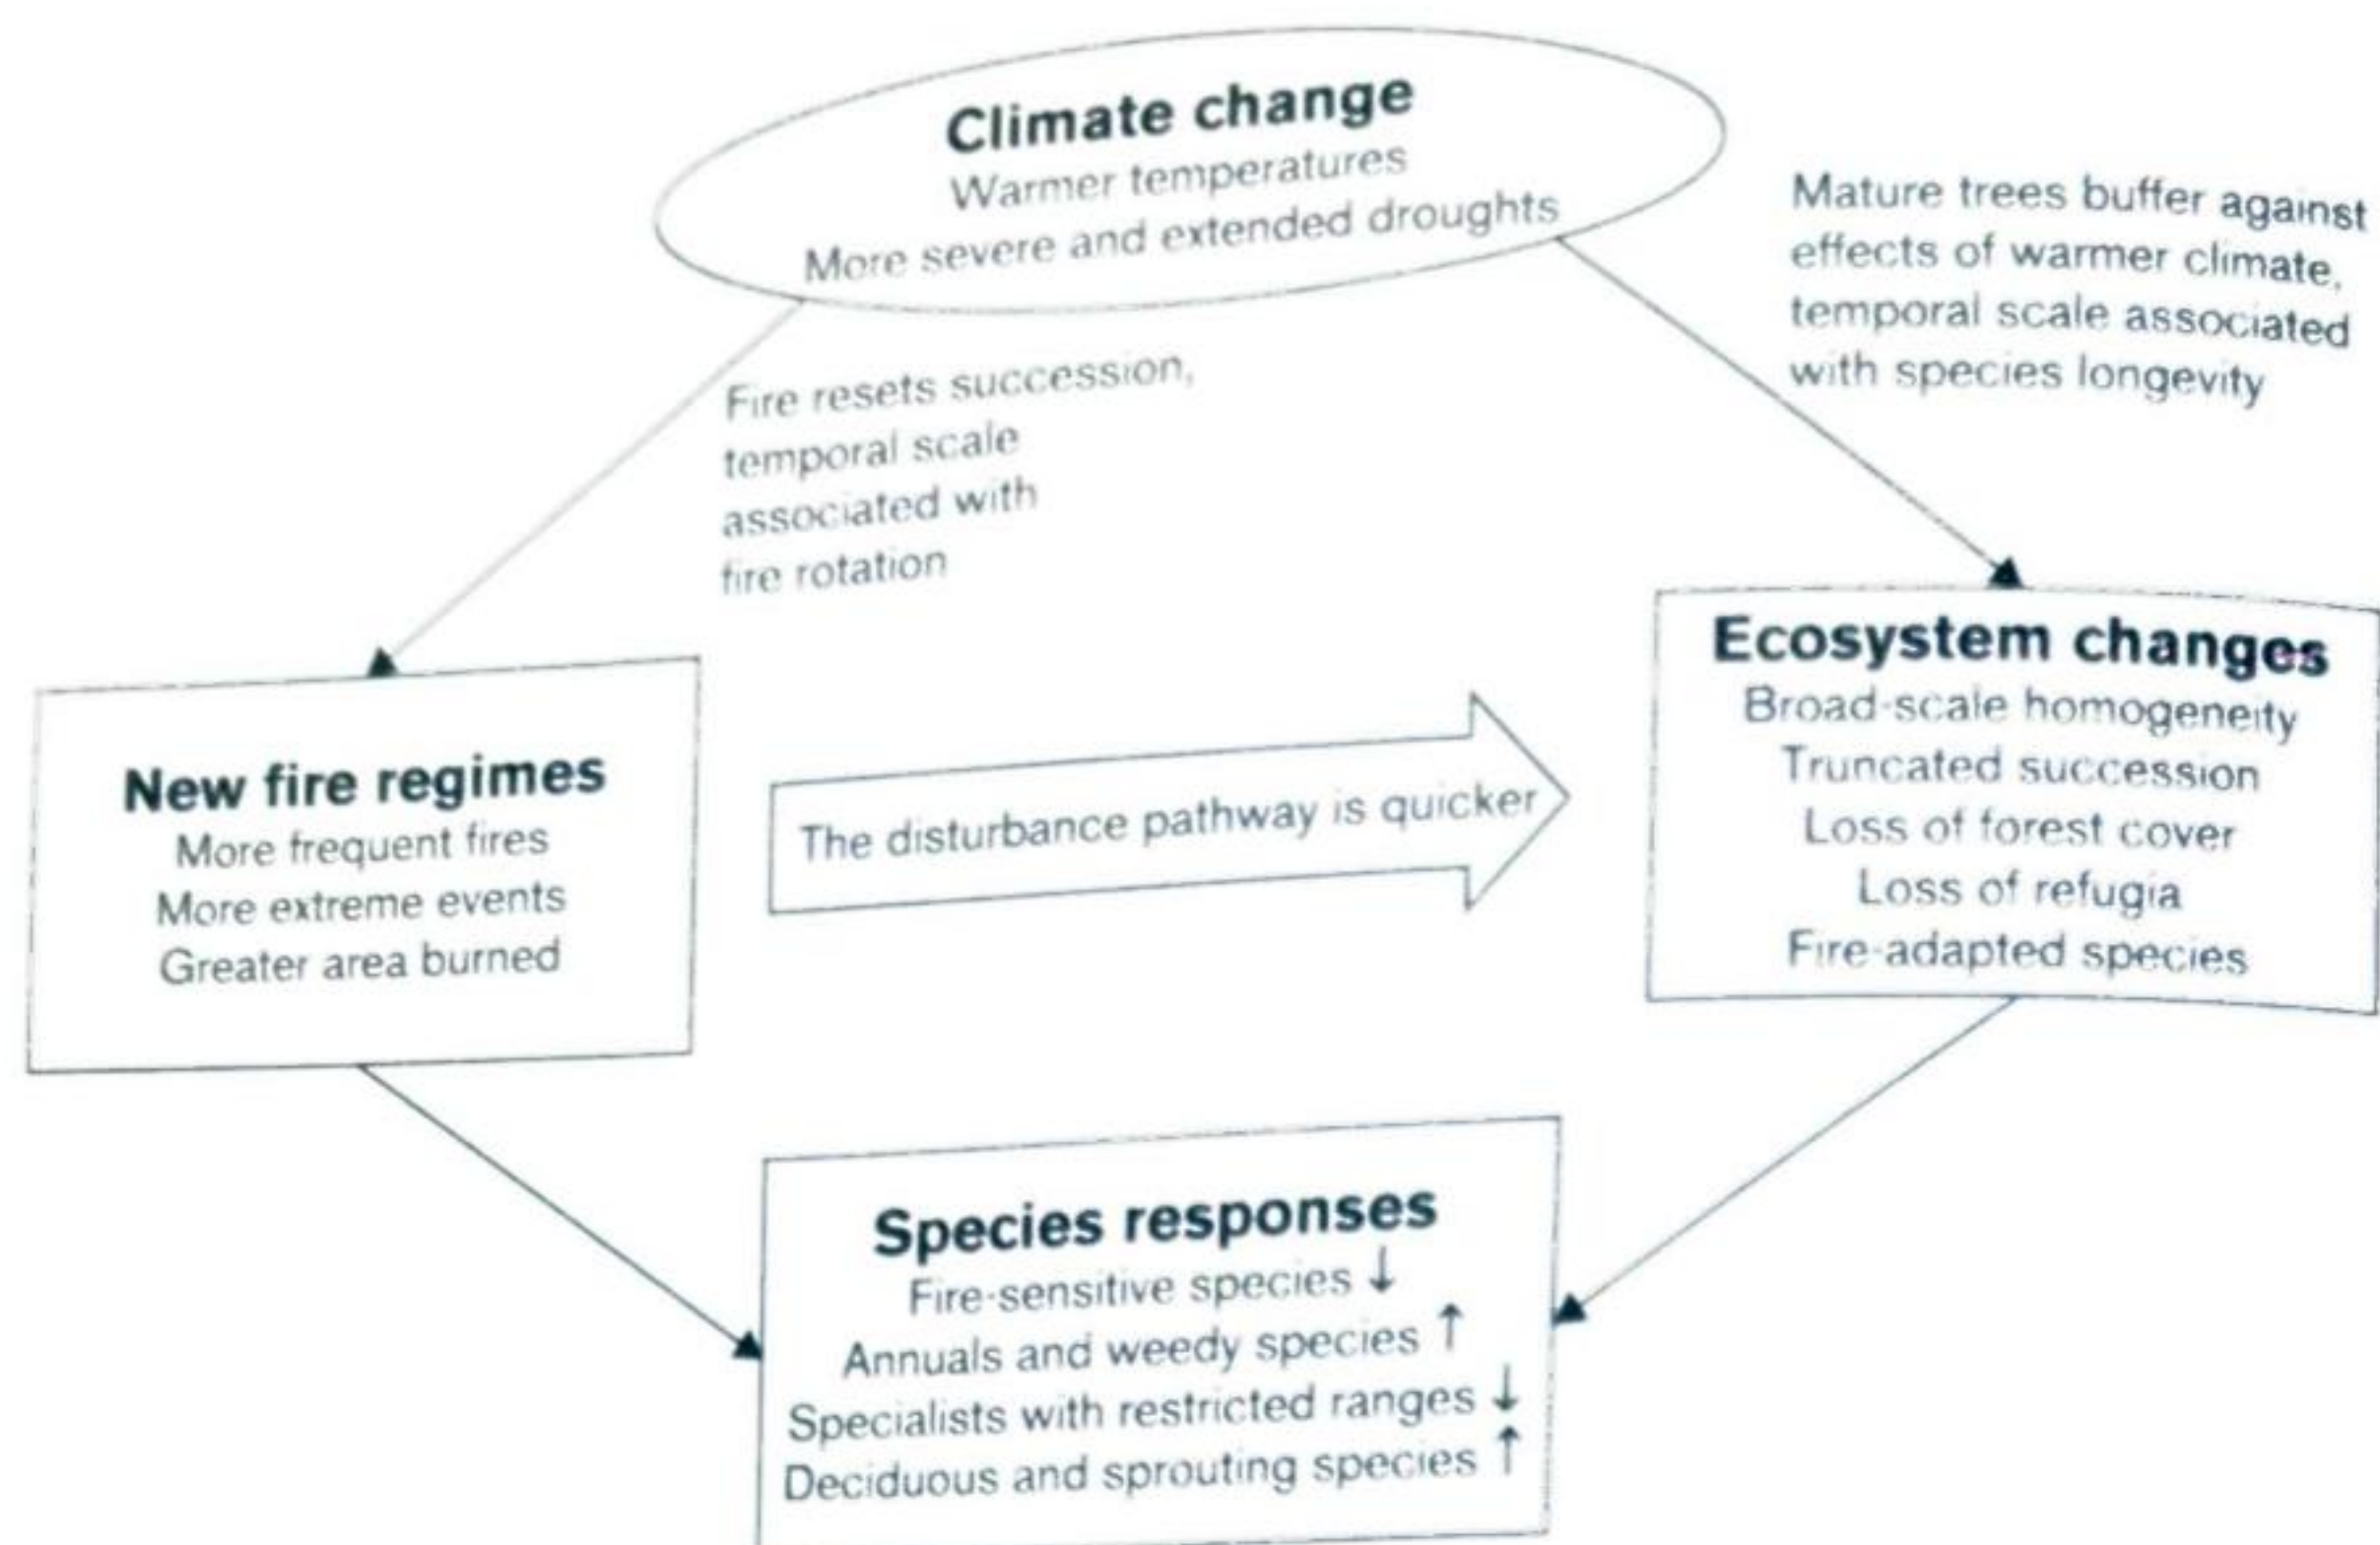 Climate change
Warmer temperatures
More severe and extended droughts
Mature trees buffer against
effects of warmer climate,
temporal scale associated
with species longevity
Fire resets succession,
temporal scale
associated with
fire rotation
New fire regimes
More frequent fires
More extreme events
Greater area burned
The disturbance pathway is quicker
Ecosystem changes
Broad-scale homogeneity
Truncated succession
Loss of forest cover
Loss of refugia
Fire-adapted species
Species responses
Fire-sensitive species ↓
Annuals and weedy species ↑
Specialists with restricted ranges ↓
Deciduous and sprouting species ↑